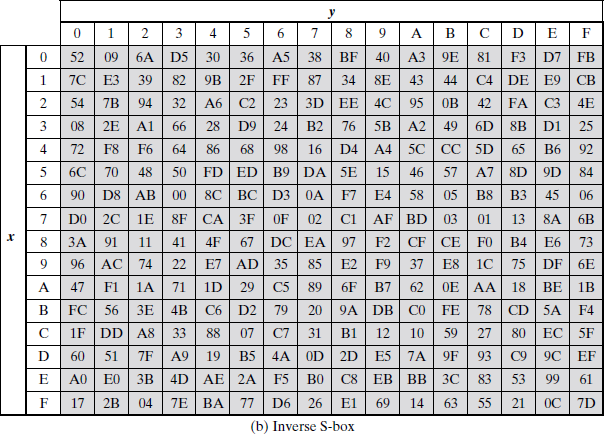 y
0 1 2 3 4 5 6 7 8 9 A B C D E F
0 52 09 6A D5 30 36 A5 38 BF 40 A3 9E 81 F3 D7 FB
1 7C E3 39 82 9B 2F FF 87 34 8E 43 44 C4 DE E9 CB
2 54 7B 94 32 A6 C2 23 3D EE 4C 95 0B 42 FA C3 4E
3 08 2E A1 66 28 D9 24 B2 76 5B A2 49 6D 8B D1 25
4 72 F8 F6 64 86 68 98 16 D4 A4 5C CC 5D 65 B6 92
5 6C 70 48 50 FD ED B9 DA 5E 15 46 57 A7 8D 9D 84
6 90 D8 AB 00 8C BC D3 0A F7 E4 58 05 B8 B3 45 06
7 D0 2C 1E 8F CA 3F 0F 02 C1 AF BD 03 01 13 8A 6B
x
8 3A 91 11 41 4F 67 DC EA 97 F2 CF CE F0 B4 E6 73
9 96 AC 74 22 E7 AD 35 85 E2 F9 37 E8 1C 75 DF 6E
A 47 F1 1A 71 1D 29 C5 89 6F B7 62 0E AA 18 BE 1B
B FC 56 3E 4B C6 D2 79 20 9A DB C0 FE 78 CD 5A F4
C 1F DD A8 33 88 07 C7 31 B1 12 10 59 27 80 EC 5F
D 60 51 7F A9 19 B5 4A 0D 2D E5 7A 9F 93 C9 9C EF
E A0 E0 3B 4D AE 2A F5 B0 C8 EB BB 3C 83 53 99 61
F 17 2B 04 7E BA 77 D6 26 E1 69 14 63 55 21 0C 7D
(b) Inverse S-box